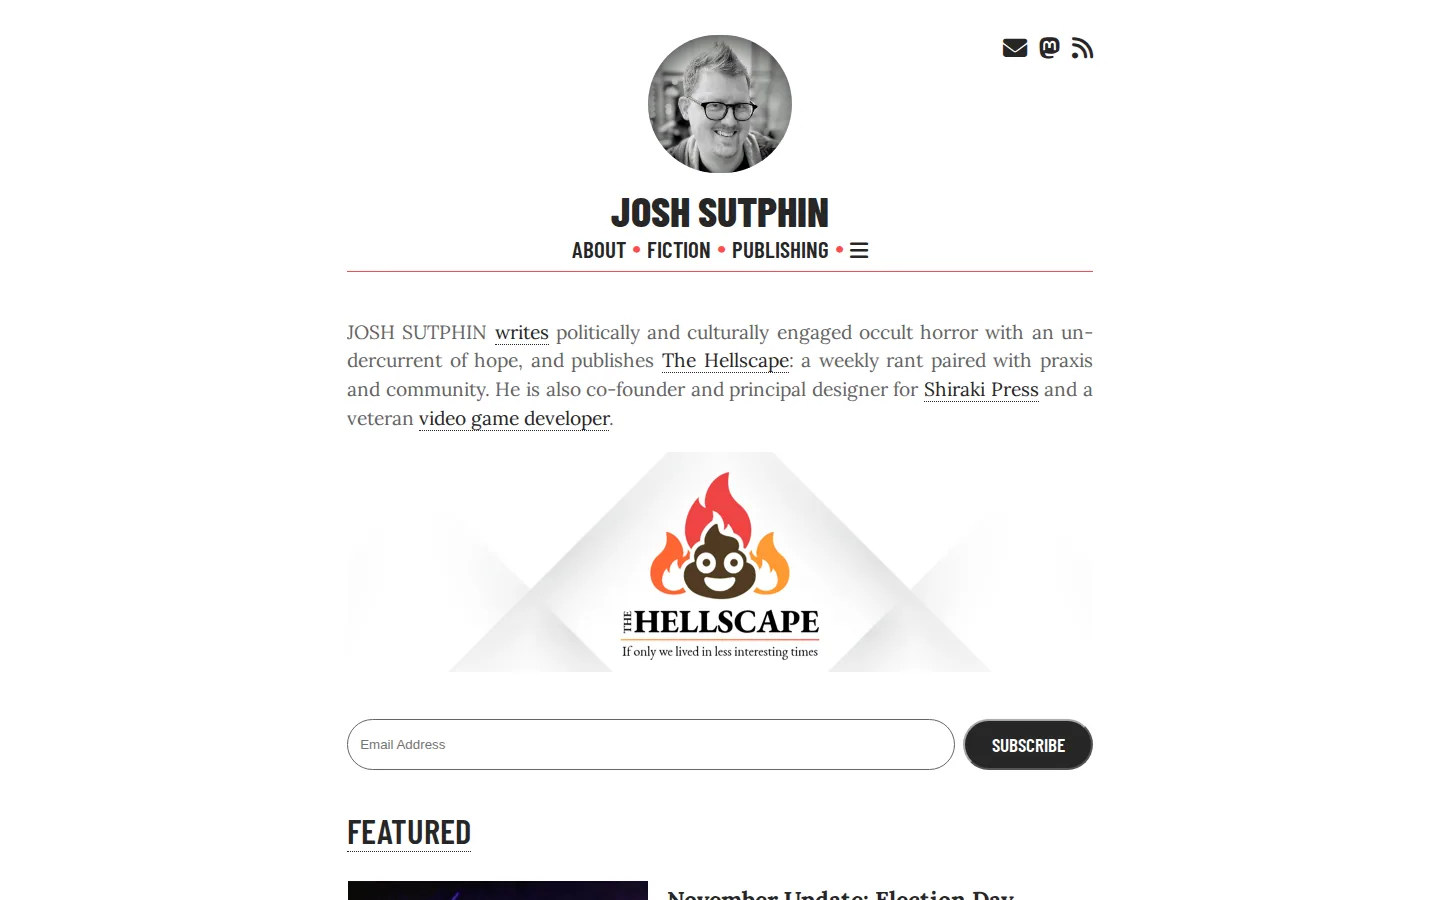 JOSH SUTPHIN
ABOUT • FICTION • PUBLISHING •
JOSH SUTPHIN writes politically and culturally engaged occult horror with an un-
dercurrent of hope, and publishes The Hellscape: a weekly rant paired with praxis
and community. He is also co-founder and principal designer for Shiraki Press and a
veteran video game developer.
THE HELLSCAPE
If only we lived in less interesting times
Email Address
SUBSCRIBE
FEATURED
November Update: Election Day